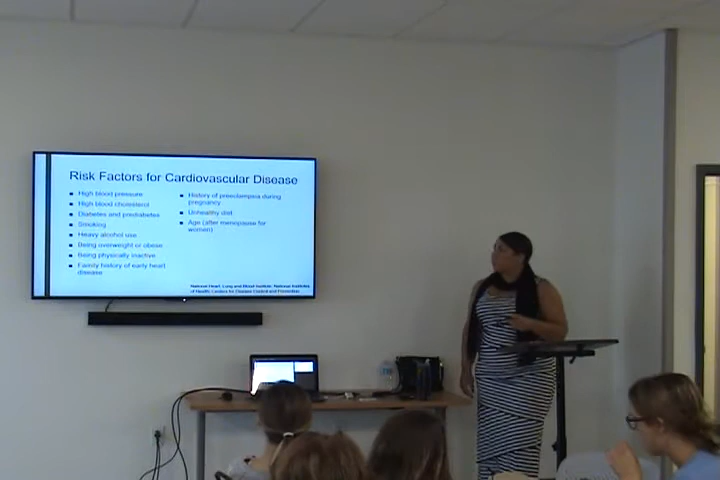 Risk Factors for Cardiovascular Disease
■ High blood pressure
■ High blood cholesterol
■ Diabetes and prediabetes
■ Smoking
■ Heavy alcohol use
■ Being overweight or obese
■ Being physically inactive
■ Family history of early heart
disease
■ History of preeclampsia during
pregnancy
■ Unhealthy diet
■ Age (after menopause for
women)
National Heart, Lung and Blood Institute; National Institutes
of Health; Centers for Disease Control and Prevention